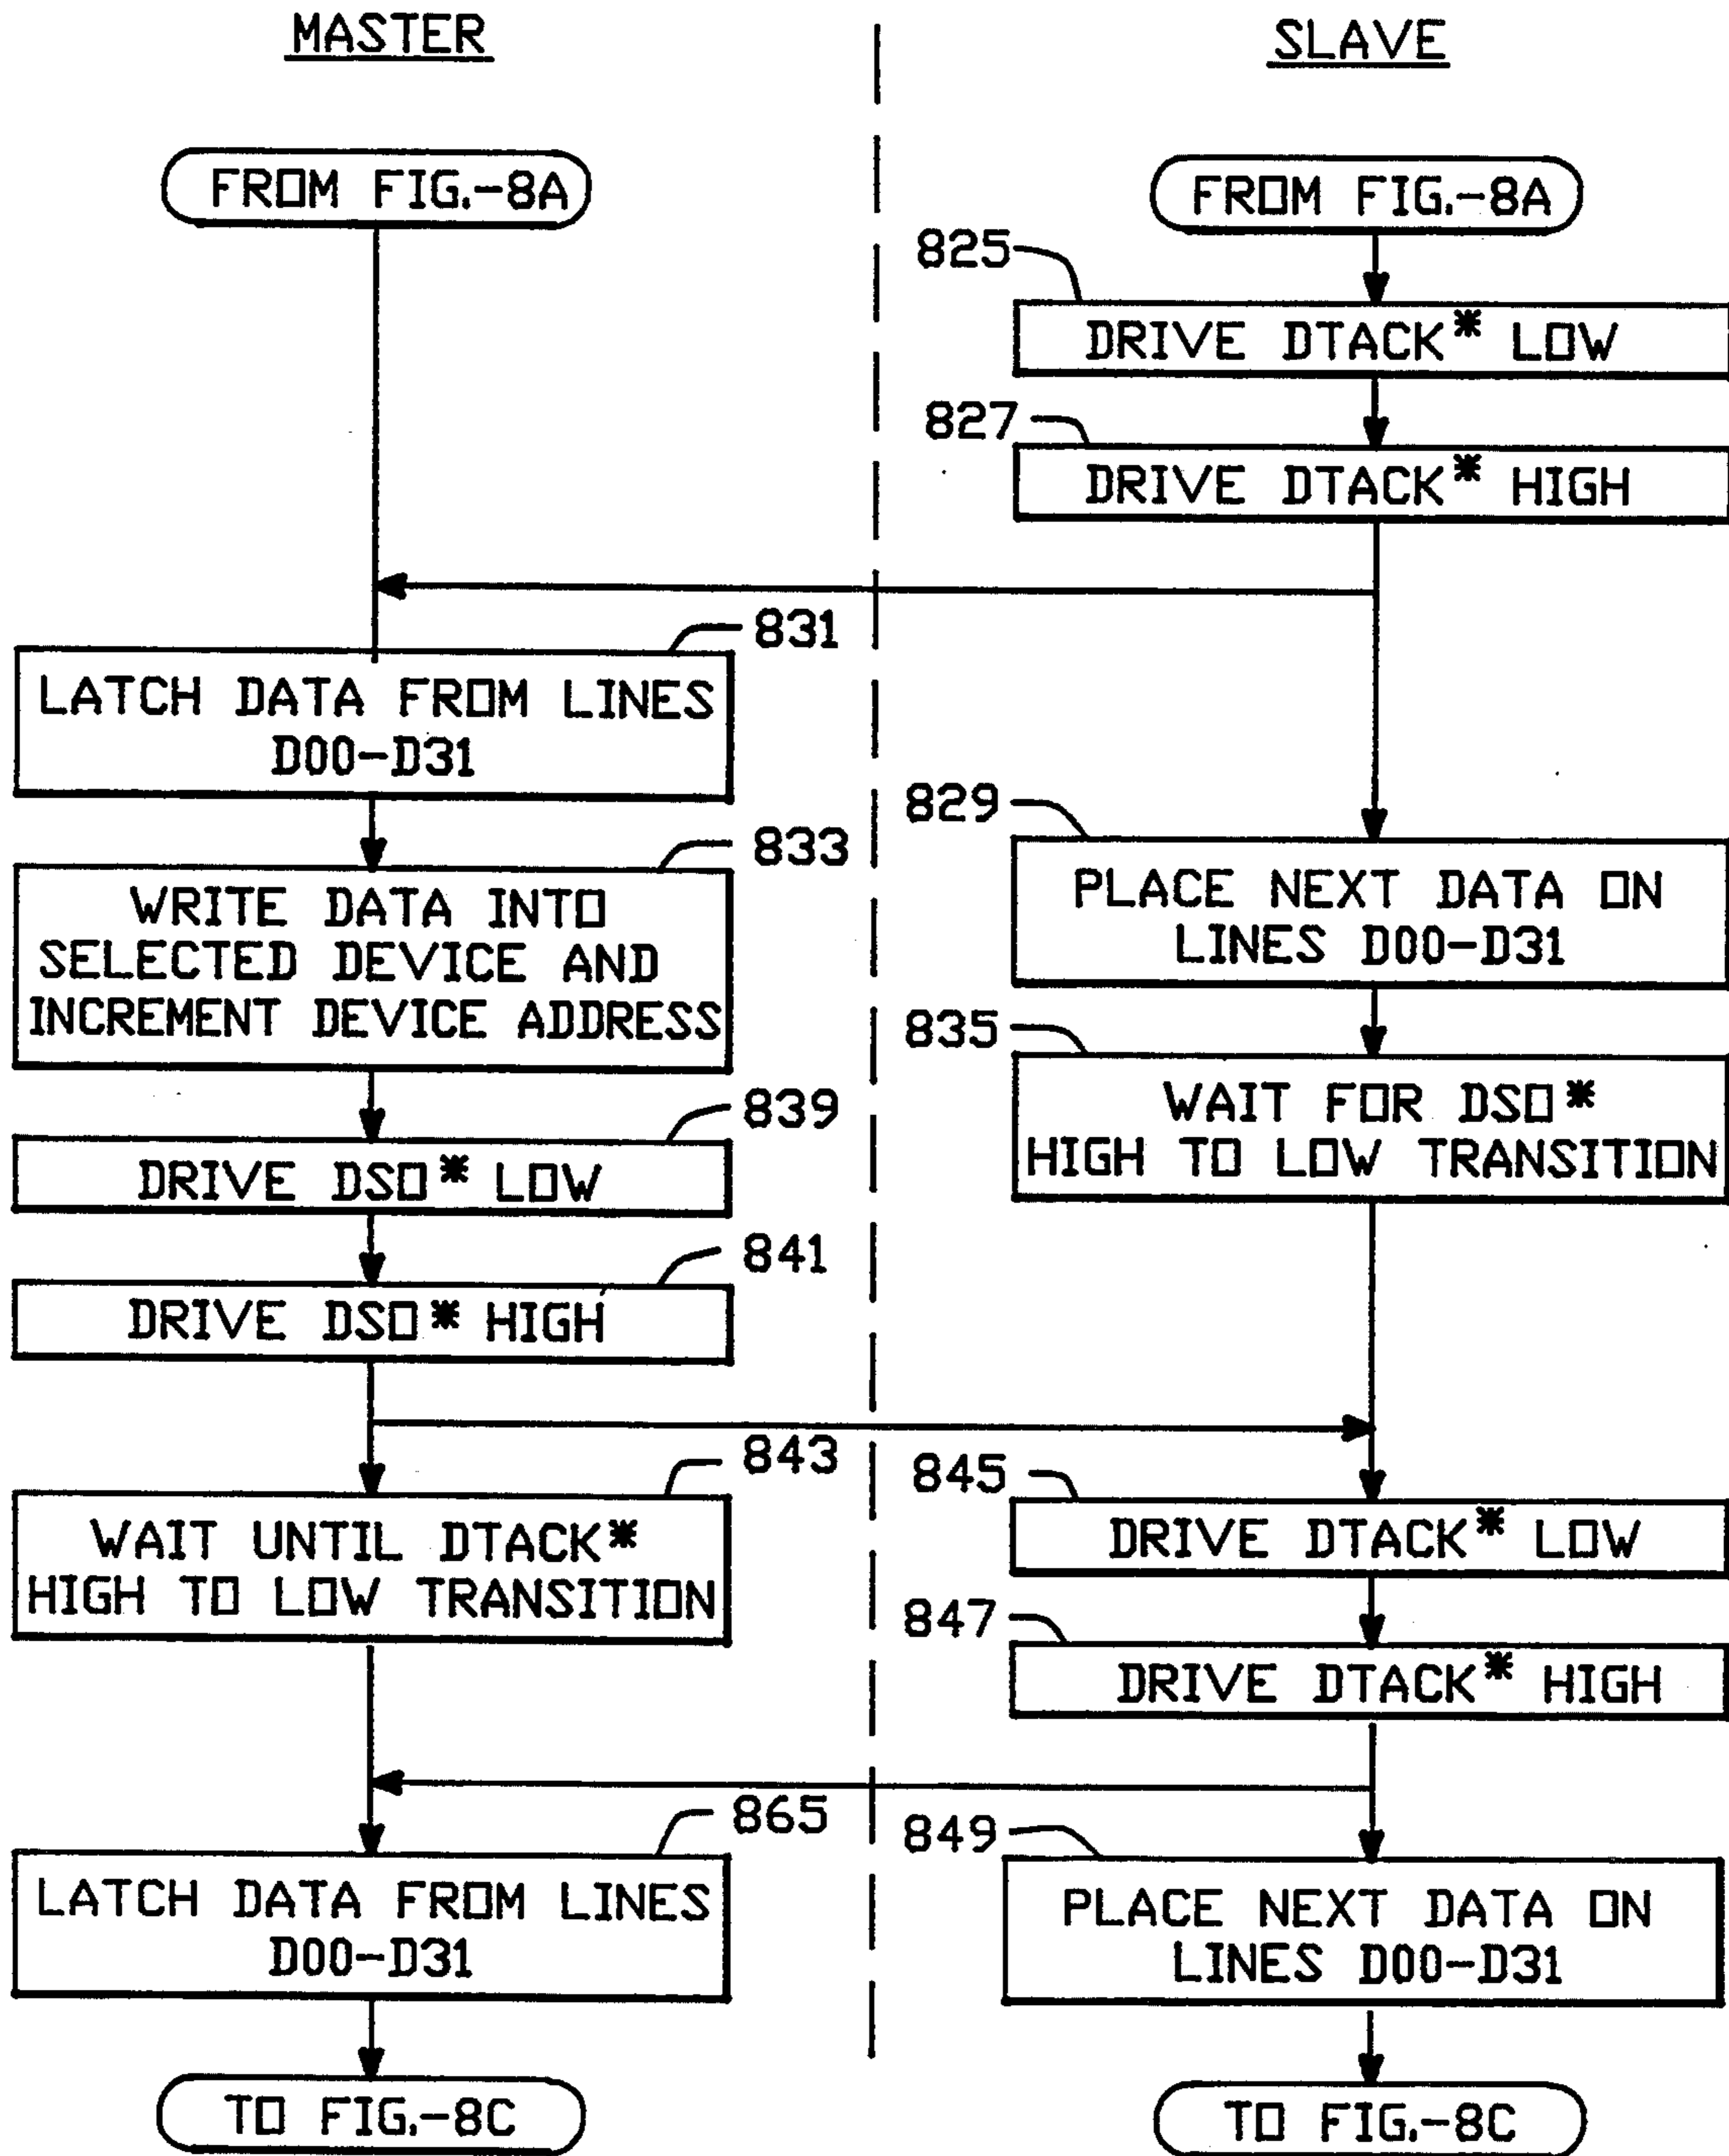 MASTER
FROM FIG.-8A
831
LATCH DATA FROM LINES
D00-D31
833
WRITE DATA INTO
SELECTED DEVICE AND
INCREMENT DEVICE ADDRESS
839
DRIVE DSO* LOW
841
DRIVE DSO* HIGH
843
WAIT UNTIL DTACK*
HIGH TO LOW TRANSITION
865
LATCH DATA FROM LINES
D00-D31
TO FIG.-8C
SLAVE
FROM FIG.-8A
825
DRIVE DTACK* LOW
827
DRIVE DTACK* HIGH
829
PLACE NEXT DATA ON
LINES D00-D31
835
WAIT FOR DSO*
HIGH TO LOW TRANSITION
845
DRIVE DTACK* LOW
847
DRIVE DTACK* HIGH
849
PLACE NEXT DATA ON
LINES D00-D31
TO FIG.-8C